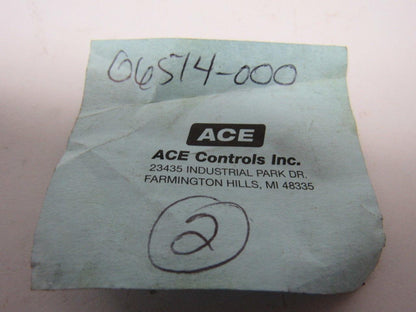 06514-000
ACE
ACE Controls Inc.
23435 INDUSTRIAL PARK DR.
FARMINGTON HILLS, MI 48335
2